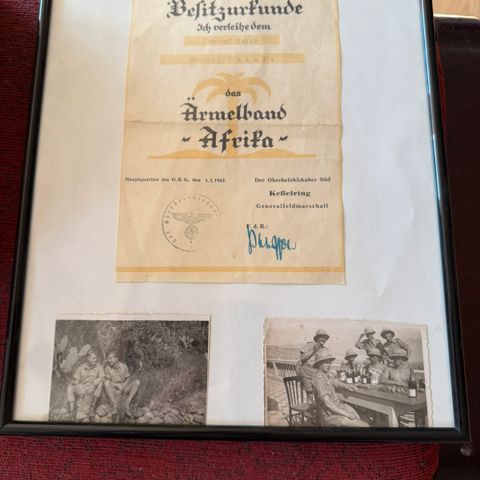 Besitzurkunde
Ich verleihe dem
das
Ärmelband
Afrika
Hauptquartier des O.B.S., den 1.1.1943
Der Oberbefehlshaber Süd
Keßelring
Generalfeldmarschall
F. d. R.: